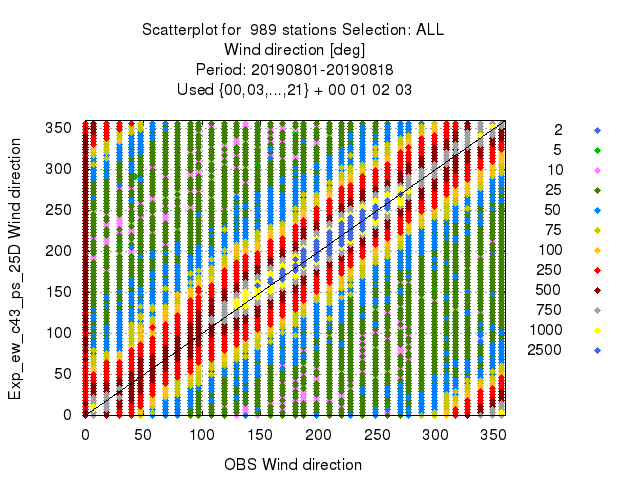 Scatterplot for 989 stations Selection: ALL
Wind direction [deg]
Period: 20190801-20190818
Used {00,03,...,21} + 00 01 02 03
Exp_ew_c43_ps_25D Wind direction
350
300
250
200
150
100
50
0
0 50 100 150 200 250 300 350
OBS Wind direction
2
5
10
25
50
75
100
250
500
750
1000
2500